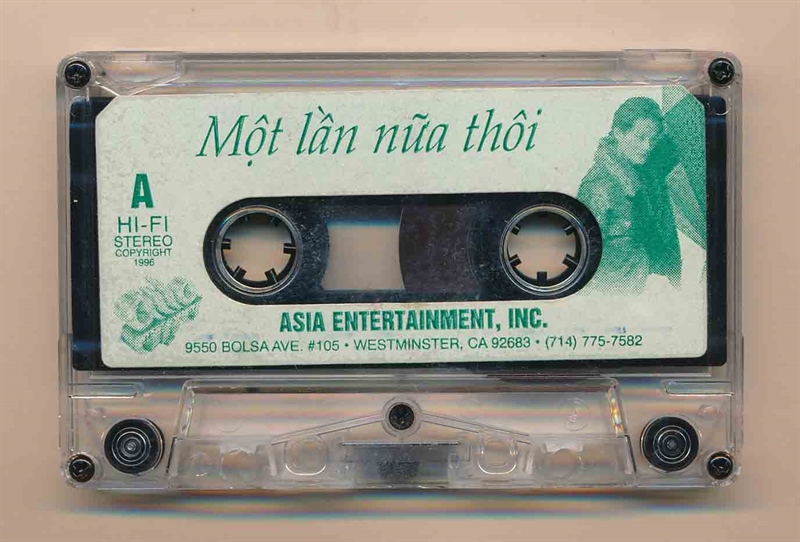 Một lần nữa thôi
A
HI-FI
STEREO
COPYRIGHT
1996
Asia
ASIA ENTERTAINMENT, INC.
9550 BOLSA AVE. #105 • WESTMINSTER, CA 92683 • (714) 775-7582